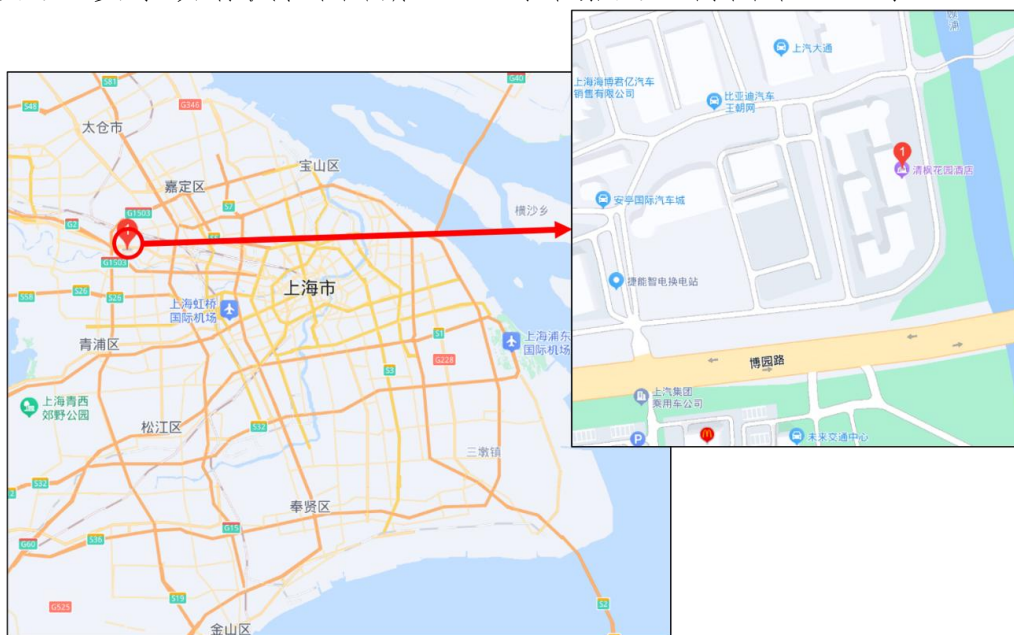 S81
G40
S48
G346
太仓市
宝山区
嘉定区
S7
横沙乡
G1503
G2
G1503
上海市
S58
S26
S26
上海虹桥
国际机场
S1
上海浦东
国际机场
青浦区
G228
S3
上海青西
郊野公园
松江区
S32
三墩镇
S32
奉贤区
G15
G60
S36
S19
G525
S2
金山区
上汽大通
上海海博君亿汽车
销售有限公司
比亚迪汽车
王朝网
1
清枫花园酒店
安亭国际汽车城
捷能智电换电站
博园路
上汽集团
乘用车公司
P
未来交通中心